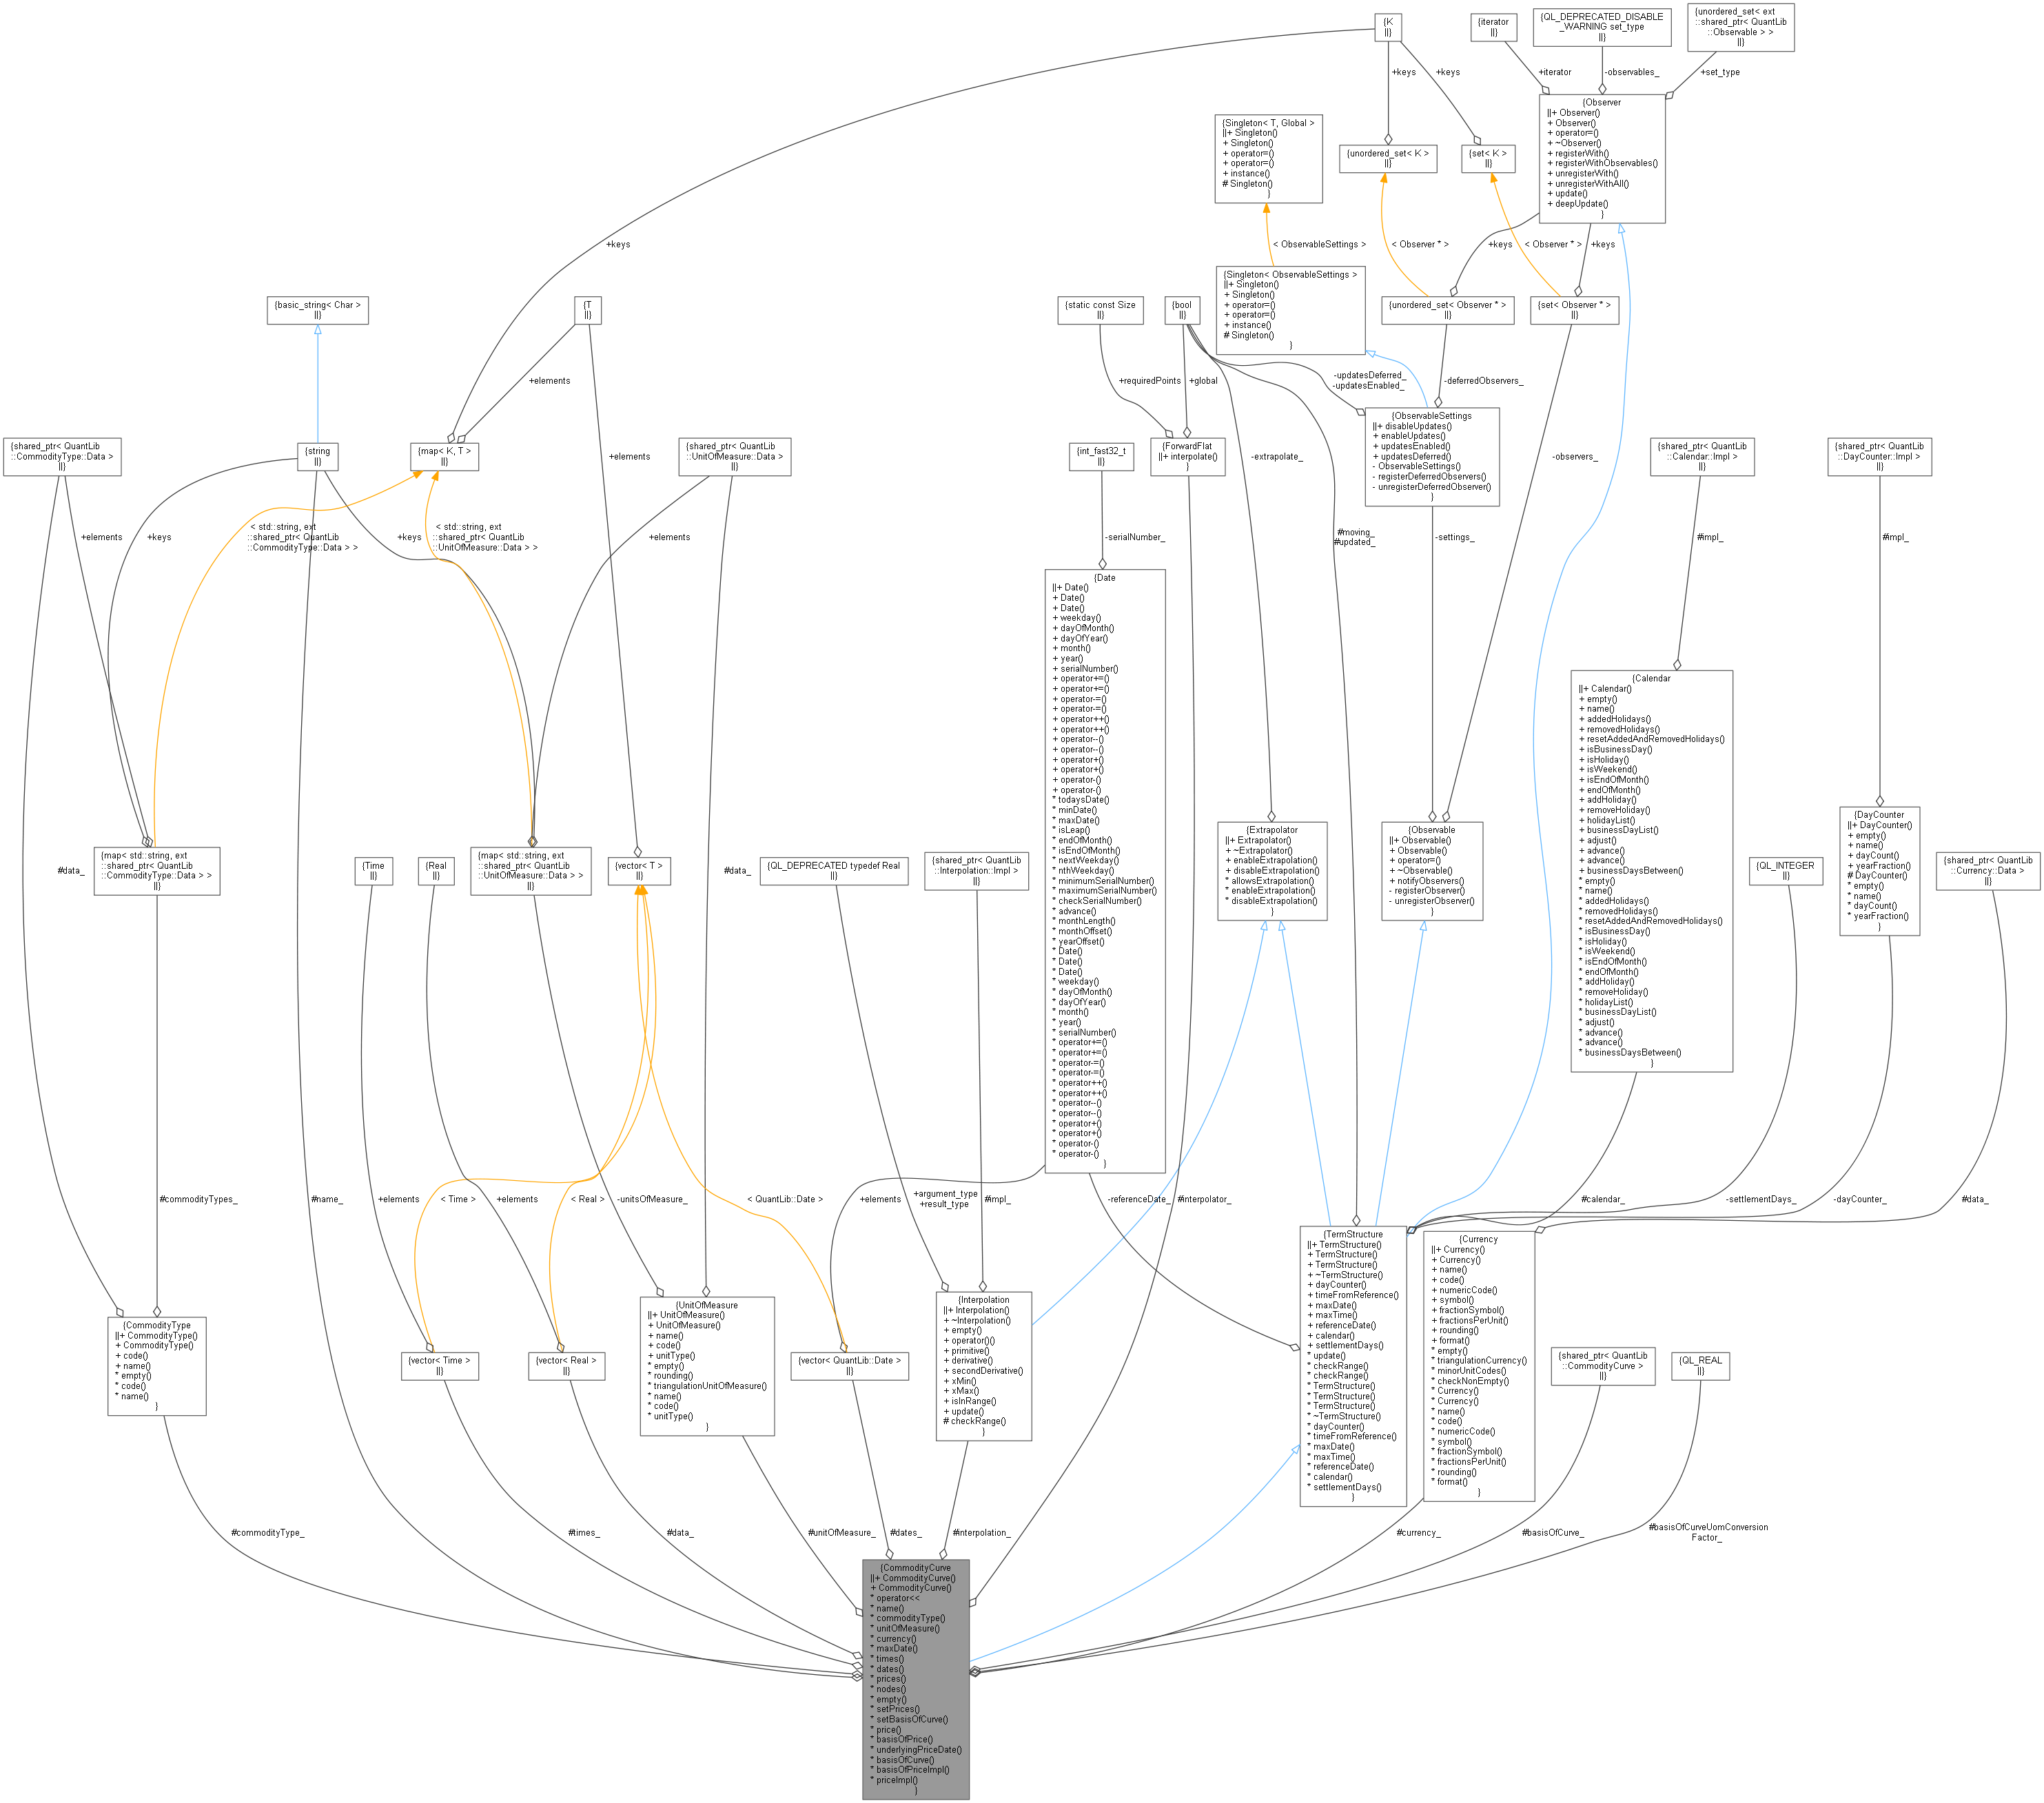 {K
||}
{iterator
||}
{QL_DEPRECATED_DISABLE
_WARNING set_type
||}
{unordered_set< ext
::shared_ptr< QuantLib
::Observable > >
||}
+keys
+keys
+iterator
-observables_
+set_type
{Singleton< T, Global >
||+ Singleton()
+ Singleton()
+ operator=()
+ operator=()
+ instance()
# Singleton()
}
{unordered_set< K >
||}
{set< K >
||}
{Observer
||+ Observer()
+ Observer()
+ operator=()
+ ~Observer()
+ registerWith()
+ registerWithObservables()
+ unregisterWith()
+ unregisterWithAll()
+ update()
+ deepUpdate()
}
+keys
< ObservableSettings >
< Observer * >
+keys
< Observer * >
+keys
{basic_string< Char >
||}
{T
||}
{static const Size
||}
{bool
||}
{Singleton< ObservableSettings >
||+ Singleton()
+ Singleton()
+ operator=()
+ operator=()
+ instance()
# Singleton()
}
{unordered_set< Observer * >
||}
{set< Observer * >
||}
+elements
+requiredPoints
+global
-updatesDeferred_
-updatesEnabled_
-deferredObservers_
{shared_ptr< QuantLib
::CommodityType::Data >
||}
{string
||}
{map< K, T >
||}
+elements
{shared_ptr< QuantLib
::UnitOfMeasure::Data >
||}
{int_fast32_t
||}
{ForwardFlat
||+ interpolate()
}
-extrapolate_
{ObservableSettings
||+ disableUpdates()
+ enableUpdates()
+ updatesEnabled()
+ updatesDeferred()
- ObservableSettings()
- registerDeferredObservers()
- unregisterDeferredObserver()
}
-observers_
{shared_ptr< QuantLib
::Calendar::Impl >
||}
{shared_ptr< QuantLib
::DayCounter::Impl >
||}
+elements
+keys
< std::string, ext
::shared_ptr< QuantLib
::CommodityType::Data > >
+keys
< std::string, ext
::shared_ptr< QuantLib
::UnitOfMeasure::Data > >
+elements
-serialNumber_
#moving_
#updated_
-settings_
#impl_
#impl_
{Date
||+ Date()
+ Date()
+ Date()
+ weekday()
+ dayOfMonth()
+ dayOfYear()
+ month()
+ year()
+ serialNumber()
+ operator+=()
+ operator+=()
+ operator-=()
+ operator-=()
+ operator++()
+ operator++()
+ operator--()
+ operator--()
+ operator+()
+ operator+()
+ operator-()
+ operator-()
* todaysDate()
* minDate()
* maxDate()
* isLeap()
* endOfMonth()
* isEndOfMonth()
* nextWeekday()
* nthWeekday()
* minimumSerialNumber()
* maximumSerialNumber()
* checkSerialNumber()
* advance()
* monthLength()
* monthOffset()
* yearOffset()
* Date()
* Date()
* Date()
* weekday()
* dayOfMonth()
* dayOfYear()
* month()
* year()
* serialNumber()
* operator+=()
* operator+=()
* operator-=()
* operator-=()
* operator++()
* operator++()
* operator--()
* operator--()
* operator+()
* operator+()
* operator-()
* operator-()
}
{Calendar
||+ Calendar()
+ empty()
+ name()
+ addedHolidays()
+ removedHolidays()
+ resetAddedAndRemovedHolidays()
+ isBusinessDay()
+ isHoliday()
+ isWeekend()
+ isEndOfMonth()
+ endOfMonth()
+ addHoliday()
+ removeHoliday()
+ holidayList()
+ businessDayList()
+ adjust()
+ advance()
+ advance()
+ businessDaysBetween()
* empty()
* name()
* addedHolidays()
* removedHolidays()
* resetAddedAndRemovedHolidays()
* isBusinessDay()
* isHoliday()
* isWeekend()
* isEndOfMonth()
* endOfMonth()
* addHoliday()
* removeHoliday()
* holidayList()
* businessDayList()
* adjust()
* advance()
* advance()
* businessDaysBetween()
}
{DayCounter
||+ DayCounter()
+ empty()
+ name()
+ dayCount()
+ yearFraction()
# DayCounter()
* empty()
* name()
* dayCount()
* yearFraction()
}
#data_
{map< std::string, ext
::shared_ptr< QuantLib
::CommodityType::Data > >
||}
{Time
||}
{Real
||}
{map< std::string, ext
::shared_ptr< QuantLib
::UnitOfMeasure::Data > >
||}
{vector< T >
||}
#data_
{QL_DEPRECATED typedef Real
||}
{shared_ptr< QuantLib
::Interpolation::Impl >
||}
{Extrapolator
||+ Extrapolator()
+ ~Extrapolator()
+ enableExtrapolation()
+ disableExtrapolation()
* allowsExtrapolation()
* enableExtrapolation()
* disableExtrapolation()
}
{Observable
||+ Observable()
+ Observable()
+ operator=()
+ ~Observable()
+ notifyObservers()
- registerObserver()
- unregisterObserver()
}
{QL_INTEGER
||}
{shared_ptr< QuantLib
::Currency::Data >
||}
#commodityTypes_
#name_
+elements
< Time >
+elements
< Real >
-unitsOfMeasure_
< QuantLib::Date >
+elements
+argument_type
+result_type
#impl_
-referenceDate_
#interpolator_
#calendar_
-settlementDays_
-dayCounter_
#data_
{CommodityType
||+ CommodityType()
+ CommodityType()
+ code()
+ name()
* empty()
* code()
* name()
}
{vector< Time >
||}
{vector< Real >
||}
{UnitOfMeasure
||+ UnitOfMeasure()
+ UnitOfMeasure()
+ name()
+ code()
+ unitType()
* empty()
* rounding()
* triangulationUnitOfMeasure()
* name()
* code()
* unitType()
}
{vector< QuantLib::Date >
||}
{Interpolation
||+ Interpolation()
+ ~Interpolation()
+ empty()
+ operator()()
+ primitive()
+ derivative()
+ secondDerivative()
+ xMin()
+ xMax()
+ isInRange()
+ update()
# checkRange()
}
{TermStructure
||+ TermStructure()
+ TermStructure()
+ TermStructure()
+ ~TermStructure()
+ dayCounter()
+ timeFromReference()
+ maxDate()
+ maxTime()
+ referenceDate()
+ calendar()
+ settlementDays()
* update()
* checkRange()
* checkRange()
* TermStructure()
* TermStructure()
* TermStructure()
* ~TermStructure()
* dayCounter()
* timeFromReference()
* maxDate()
* maxTime()
* referenceDate()
* calendar()
* settlementDays()
}
{Currency
||+ Currency()
+ Currency()
+ name()
+ code()
+ numericCode()
+ symbol()
+ fractionSymbol()
+ fractionsPerUnit()
+ rounding()
+ format()
* empty()
* triangulationCurrency()
* minorUnitCodes()
* checkNonEmpty()
* Currency()
* Currency()
* name()
* code()
* numericCode()
* symbol()
* fractionSymbol()
* fractionsPerUnit()
* rounding()
* format()
}
{shared_ptr< QuantLib
::CommodityCurve >
||}
{QL_REAL
||}
#commodityType_
#times_
#data_
#unitOfMeasure_
#dates_
#interpolation_
#currency_
#basisOfCurve_
#basisOfCurveUomConversion
Factor_
{CommodityCurve
||+ CommodityCurve()
+ CommodityCurve()
* operator<<
* name()
* commodityType()
* unitOfMeasure()
* currency()
* maxDate()
* times()
* dates()
* prices()
* nodes()
* empty()
* setPrices()
* setBasisOfCurve()
* price()
* basisOfPrice()
* underlyingPriceDate()
* basisOfCurve()
* basisOfPriceImpl()
* priceImpl()
}